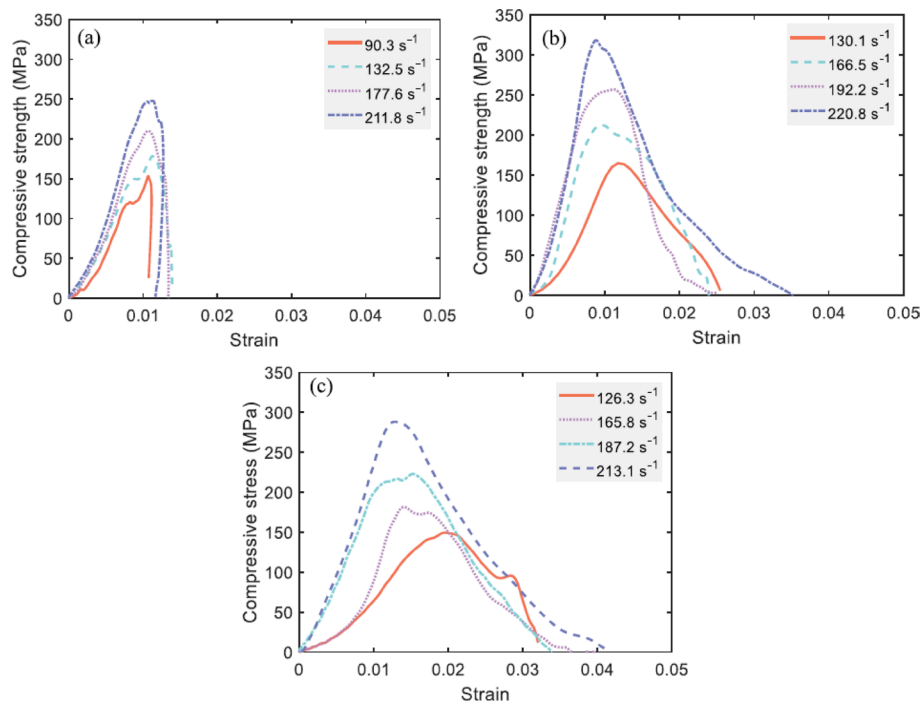 (a)
90.3 s⁻¹
132.5 s⁻¹
177.6 s⁻¹
211.8 s⁻¹
Compressive strength (MPa)
350
300
250
200
150
100
50
0
0 0.01 0.02 0.03 0.04 0.05
Strain
(b)
130.1 s⁻¹
166.5 s⁻¹
192.2 s⁻¹
220.8 s⁻¹
Compressive strength (MPa)
350
300
250
200
150
100
50
0
0 0.01 0.02 0.03 0.04 0.05
Strain
(c)
126.3 s⁻¹
165.8 s⁻¹
187.2 s⁻¹
213.1 s⁻¹
Compressive stress (MPa)
350
300
250
200
150
100
50
0
0 0.01 0.02 0.03 0.04 0.05
Strain